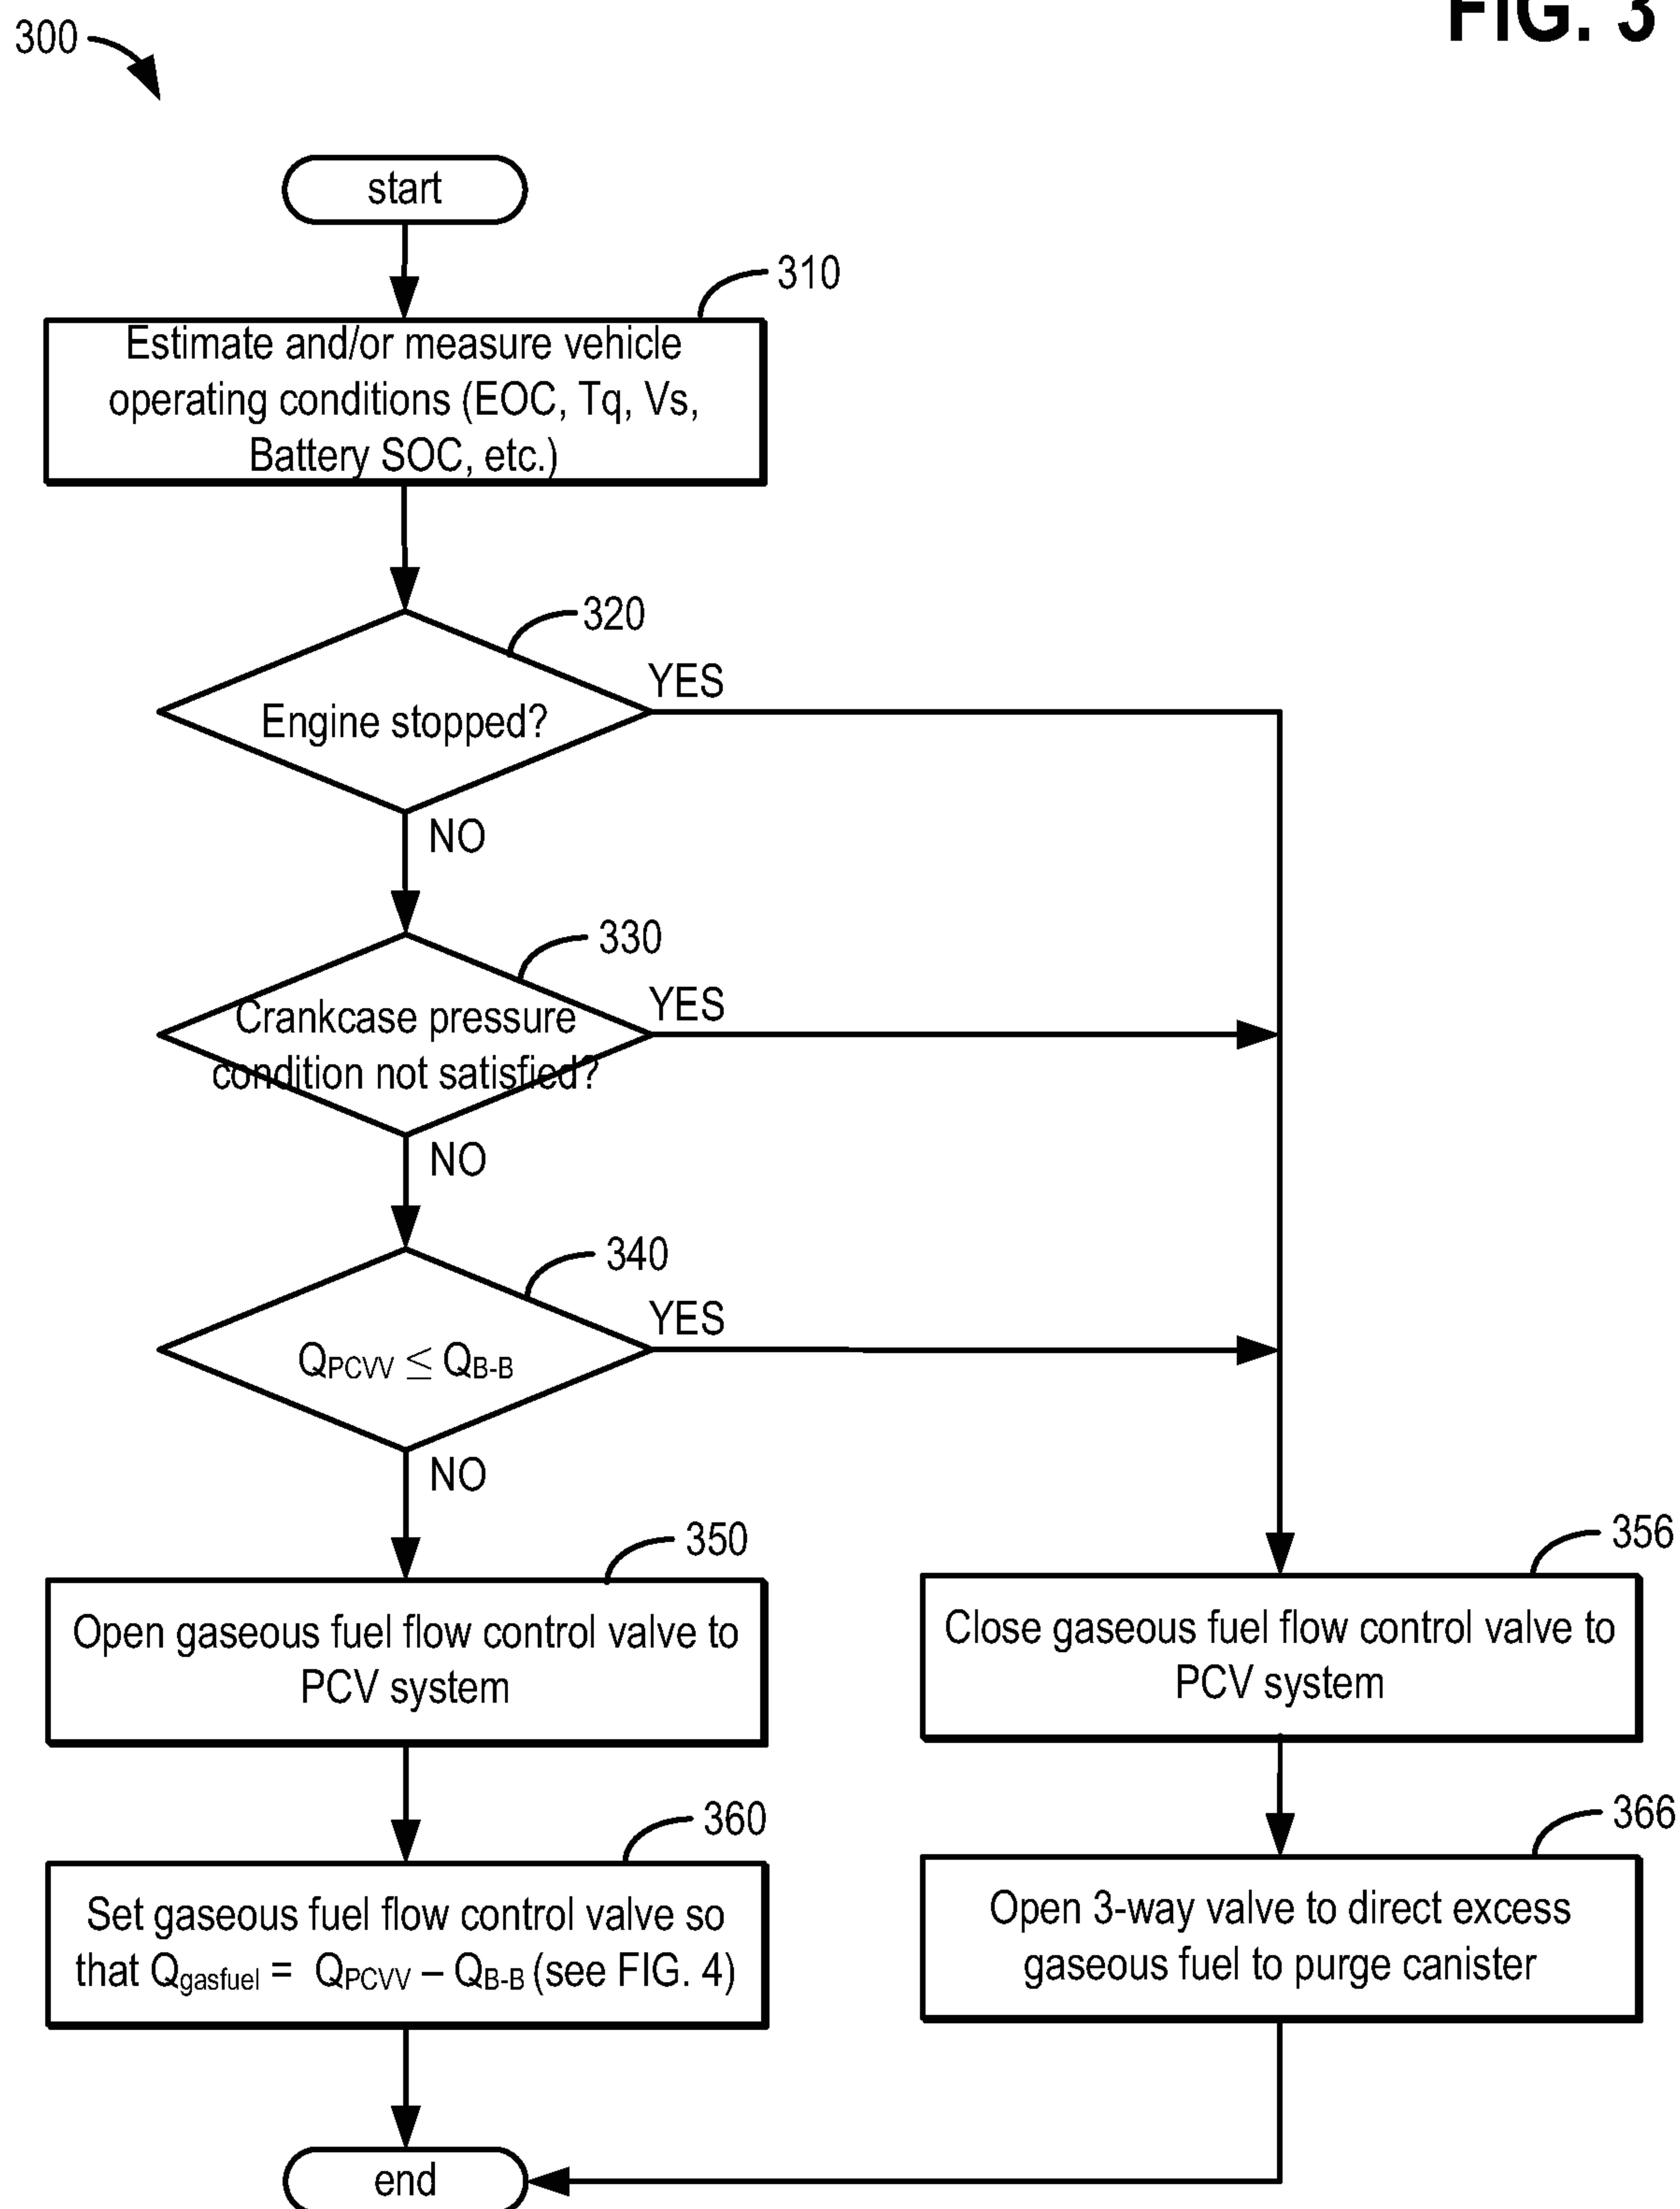 FIG. 3
300
start
310
Estimate and/or measure vehicle
operating conditions (EOC, Tq, Vs,
Battery SOC, etc.)
320
YES
Engine stopped?
NO
330
YES
Crankcase pressure
condition not satisfied?
NO
340
YES
QPCVV ≤ QB-B
NO
350
Open gaseous fuel flow control valve to
PCV system
356
Close gaseous fuel flow control valve to
PCV system
360
Set gaseous fuel flow control valve so
that Qgasfuel = QPCVV – QB-B (see FIG. 4)
366
Open 3-way valve to direct excess
gaseous fuel to purge canister
end